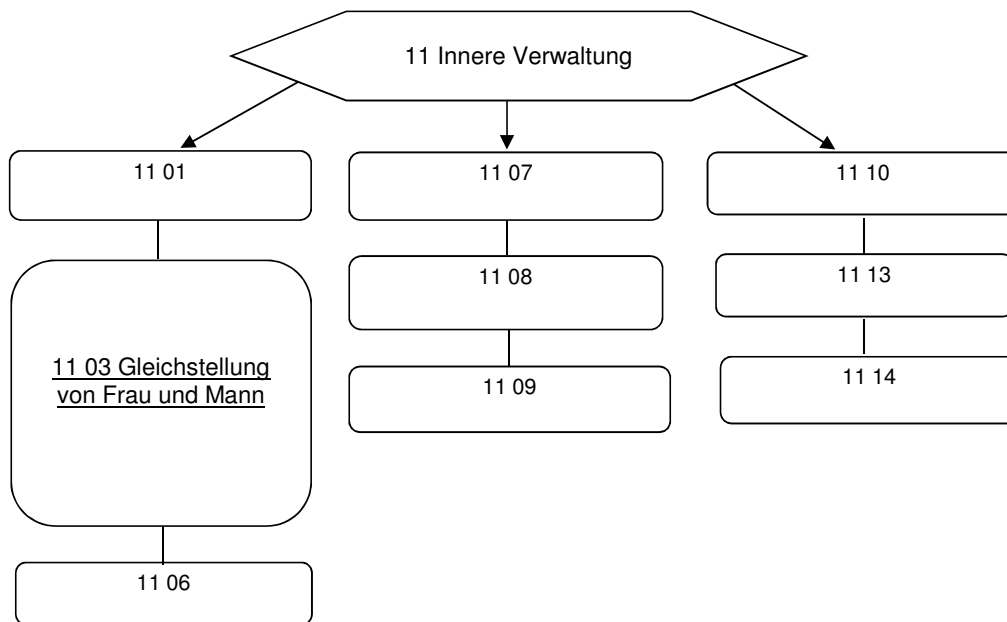 11 Innere Verwaltung
11 01
11 03 Gleichstellung
von Frau und Mann
11 06
11 07
11 08
11 09
11 10
11 13
11 14